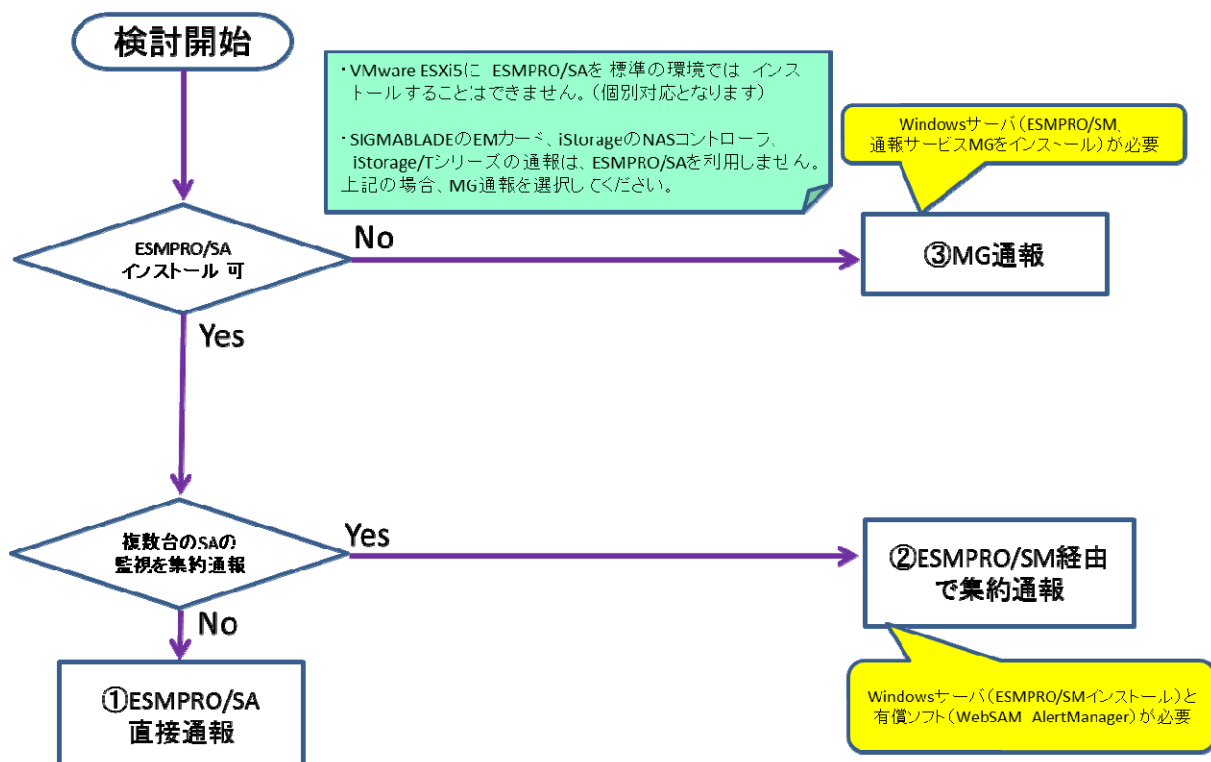 検討開始
・VMware ESXi5に ESMPRO/SAを 標準の環境では インス
トールすることはできません。（個別対応となります）
・SIGMABLADEのEMカード、iStorageのNASコントローラ、
iStorage/Tシリーズの通報は、ESMPRO/SAを利用しません。
上記の場合、MG通報を選択してください。
Windowsサーバ（ESMPRO/SM、
通報サービスMGをインストール）が必要
ESMPRO/SA
インストール 可
No
③MG通報
Yes
複数台のSAの
監視を集約通報
Yes
②ESMPRO/SM経由
で集約通報
No
①ESMPRO/SA
直接通報
Windowsサーバ（ESMPRO/SMインストール）と
有償ソフト（WebSAM AlertManager）が必要